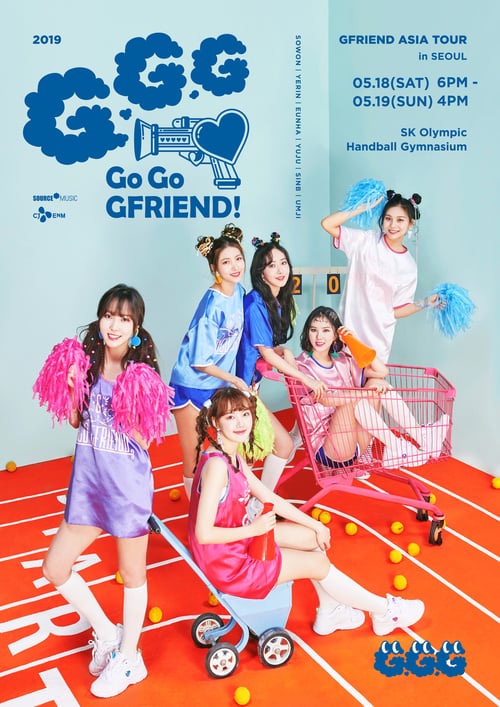 2019
G.G.G
Go Go
GFRIEND!
SOURCE MUSIC
CJ ENM
SOWON | YERIN | EUNHA | YUJU | SINB | UMJI
GFRIEND ASIA TOUR
in SEOUL
05.18(SAT) 6PM -
05.19(SUN) 4PM
SK Olympic
Handball Gymnasium
20
START
G.G.G